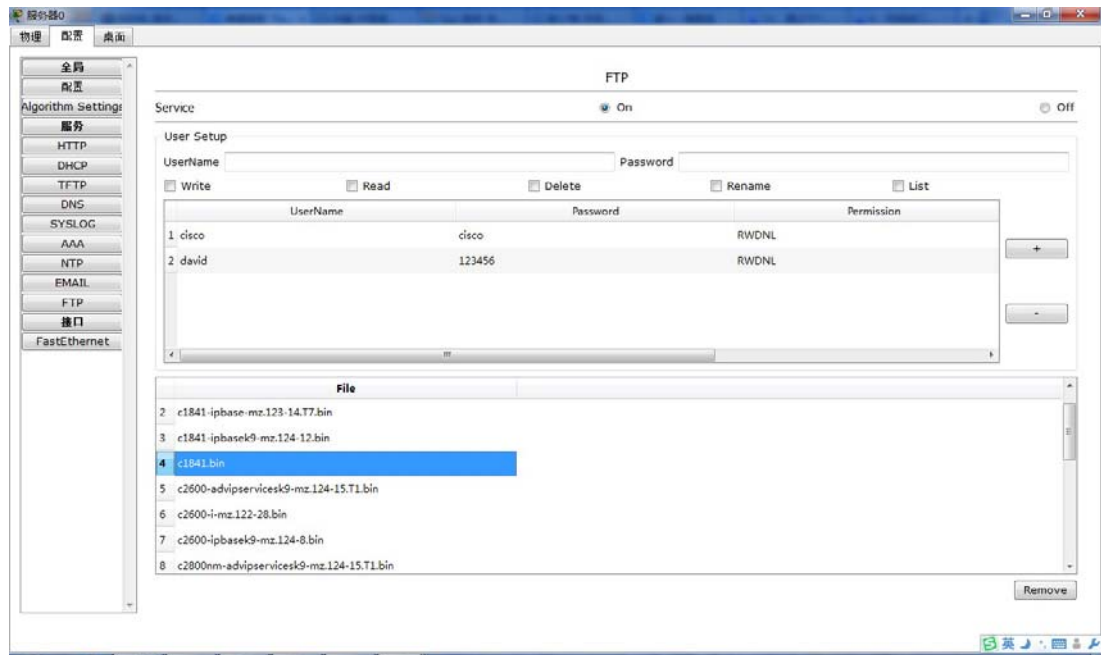 服务器0
物理 配置 桌面
全局
配置
Algorithm Settings
服务
HTTP
DHCP
TFTP
DNS
SYSLOG
AAA
NTP
EMAIL
FTP
接口
FastEthernet
FTP
Service On Off
User Setup
UserName Password
Write Read Delete Rename List
UserName Password Permission
1 cisco cisco RWDNL
2 david 123456 RWDNL
+
-
File
2 c1841-ipbase-mz.123-14.T7.bin
3 c1841-ipbasek9-mz.124-12.bin
4 c1841.bin
5 c2600-advipservicesk9-mz.124-15.T1.bin
6 c2600-i-mz.122-28.bin
7 c2600-ipbasek9-mz.124-8.bin
8 c2800nm-advipservicesk9-mz.124-15.T1.bin
Remove
英